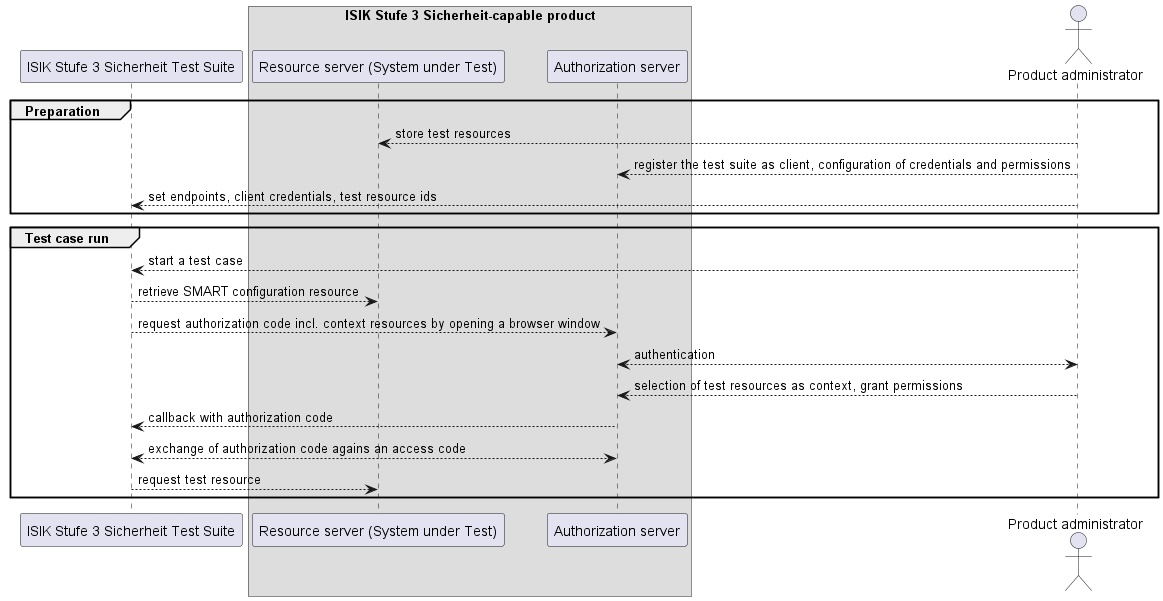 ISIK Stufe 3 Sicherheit-capable product
ISIK Stufe 3 Sicherheit Test Suite
Resource server (System under Test)
Authorization server
Product administrator
Preparation
store test resources
register the test suite as client, configuration of credentials and permissions
set endpoints, client credentials, test resource ids
Test case run
start a test case
retrieve SMART configuration resource
request authorization code incl. context resources by opening a browser window
authentication
selection of test resources as context, grant permissions
callback with authorization code
exchange of authorization code agains an access code
request test resource
ISIK Stufe 3 Sicherheit Test Suite
Resource server (System under Test)
Authorization server
Product administrator